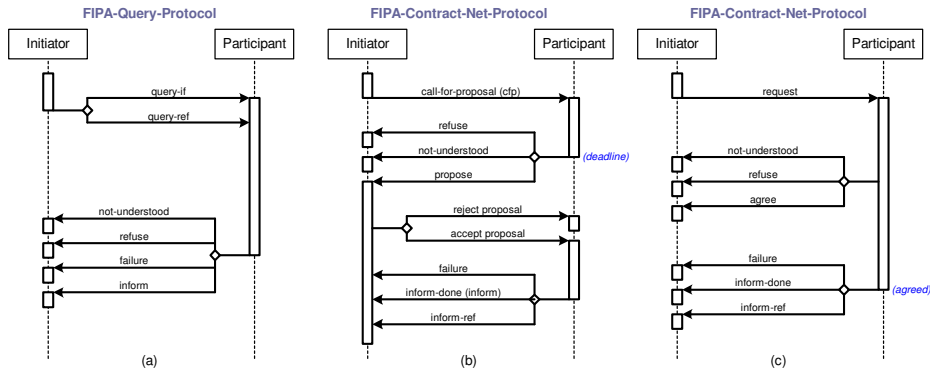 FIPA-Query-Protocol
Initiator
Participant
query-if
query-ref
not-understood
refuse
failure
inform
(a)
FIPA-Contract-Net-Protocol
Initiator
Participant
call-for-proposal (cfp)
refuse
not-understood
(deadline)
propose
reject proposal
accept proposal
failure
inform-done (inform)
inform-ref
(b)
FIPA-Contract-Net-Protocol
Initiator
Participant
request
not-understood
refuse
agree
failure
inform-done
(agreed)
inform-ref
(c)